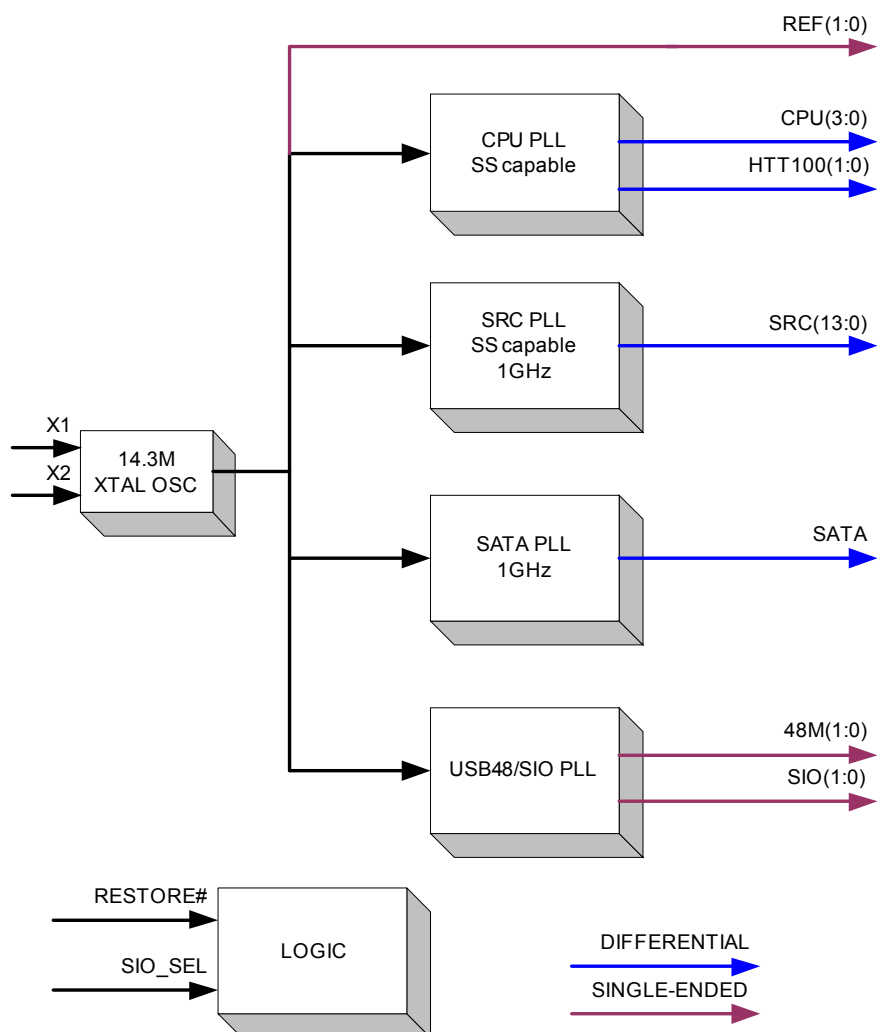 REF(1:0)
CPU PLL
SS capable
CPU(3:0)
HTT100(1:0)
SRC PLL
SS capable
1GHz
SRC(13:0)
X1
X2
14.3M
XTAL OSC
SATA PLL
1GHz
SATA
USB48/SIO PLL
48M(1:0)
SIO(1:0)
RESTORE#
SIO_SEL
LOGIC
DIFFERENTIAL
SINGLE-ENDED